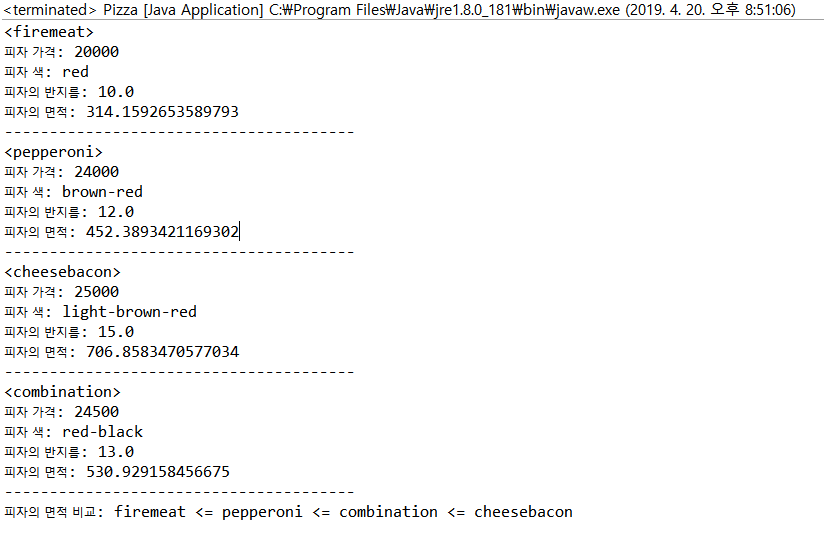 <terminated> Pizza [Java Application] C:₩Program Files₩Java₩jre1.8.0_181₩bin₩javaw.exe (2019. 4. 20. 오후 8:51:06)
<firemeat>
피자 가격: 20000
피자 색: red
피자의 반지름: 10.0
피자의 면적: 314.1592653589793
---------------------------------------
<pepperoni>
피자 가격: 24000
피자 색: brown-red
피자의 반지름: 12.0
피자의 면적: 452.3893421169302
---------------------------------------
<cheesebacon>
피자 가격: 25000
피자 색: light-brown-red
피자의 반지름: 15.0
피자의 면적: 706.8583470577034
---------------------------------------
<combination>
피자 가격: 24500
피자 색: red-black
피자의 반지름: 13.0
피자의 면적: 530.929158456675
---------------------------------------
피자의 면적 비교: firemeat <= pepperoni <= combination <= cheesebacon